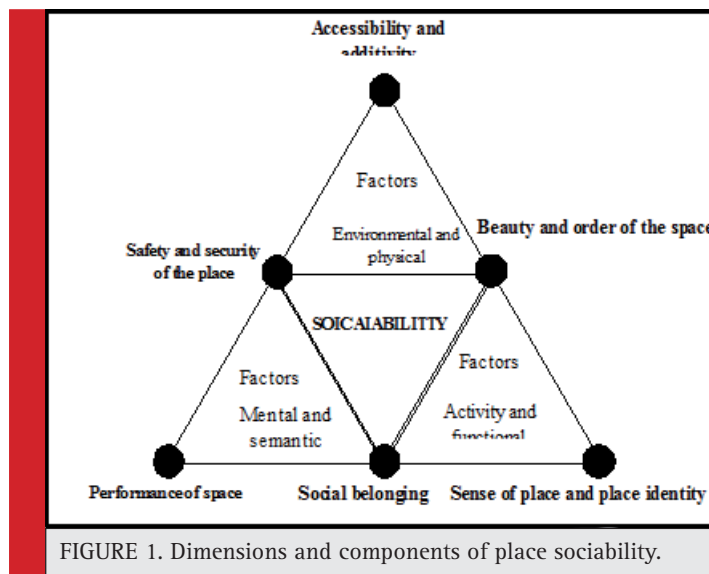 Accessibility and
additivity
Factors
Environmental and
physical
Beauty and order of the space
Safety and security
of the place
SOICAIABILITTY
Factors
Mental and
semantic
Factors
Activity and
functional
Performance of space
Social belonging
Sense of place and place identity
FIGURE 1. Dimensions and components of place sociability.